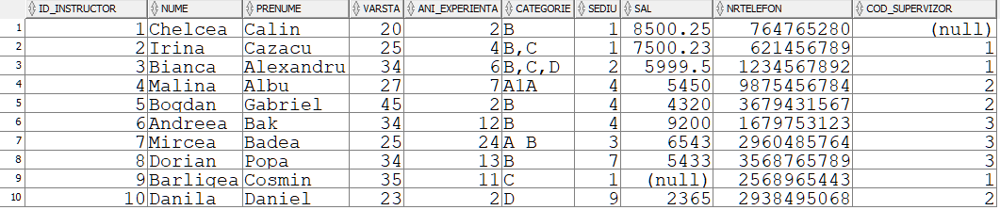 ID_INSTRUCTOR NUME PRENUME VARSTA ANI_EXPERIENTA CATEGORIE SEDIU SAL NRTELEFON COD_SUPERVIZOR
1 1 Chelcea Calin 20 2 B 1 8500.25 764765280 (null)
2 2 Irina Cazacu 25 4 B,C 1 7500.23 621456789 1
3 3 Bianca Alexandru 34 6 B,C,D 2 5999.5 1234567892 1
4 4 Malina Albu 27 7 A1A 4 5450 9875456784 2
5 5 Bogdan Gabriel 45 2 B 4 4320 3679431567 2
6 6 Andreea Bak 34 12 B 4 9200 1679753123 3
7 7 Mircea Badea 25 24 A B 3 6543 2960485764 3
8 8 Dorian Popa 34 13 B 7 5433 3568765789 3
9 9 Barligea Cosmin 35 11 C 1 (null) 2568965443 1
10 10 Danila Daniel 23 2 D 9 2365 2938495068 2